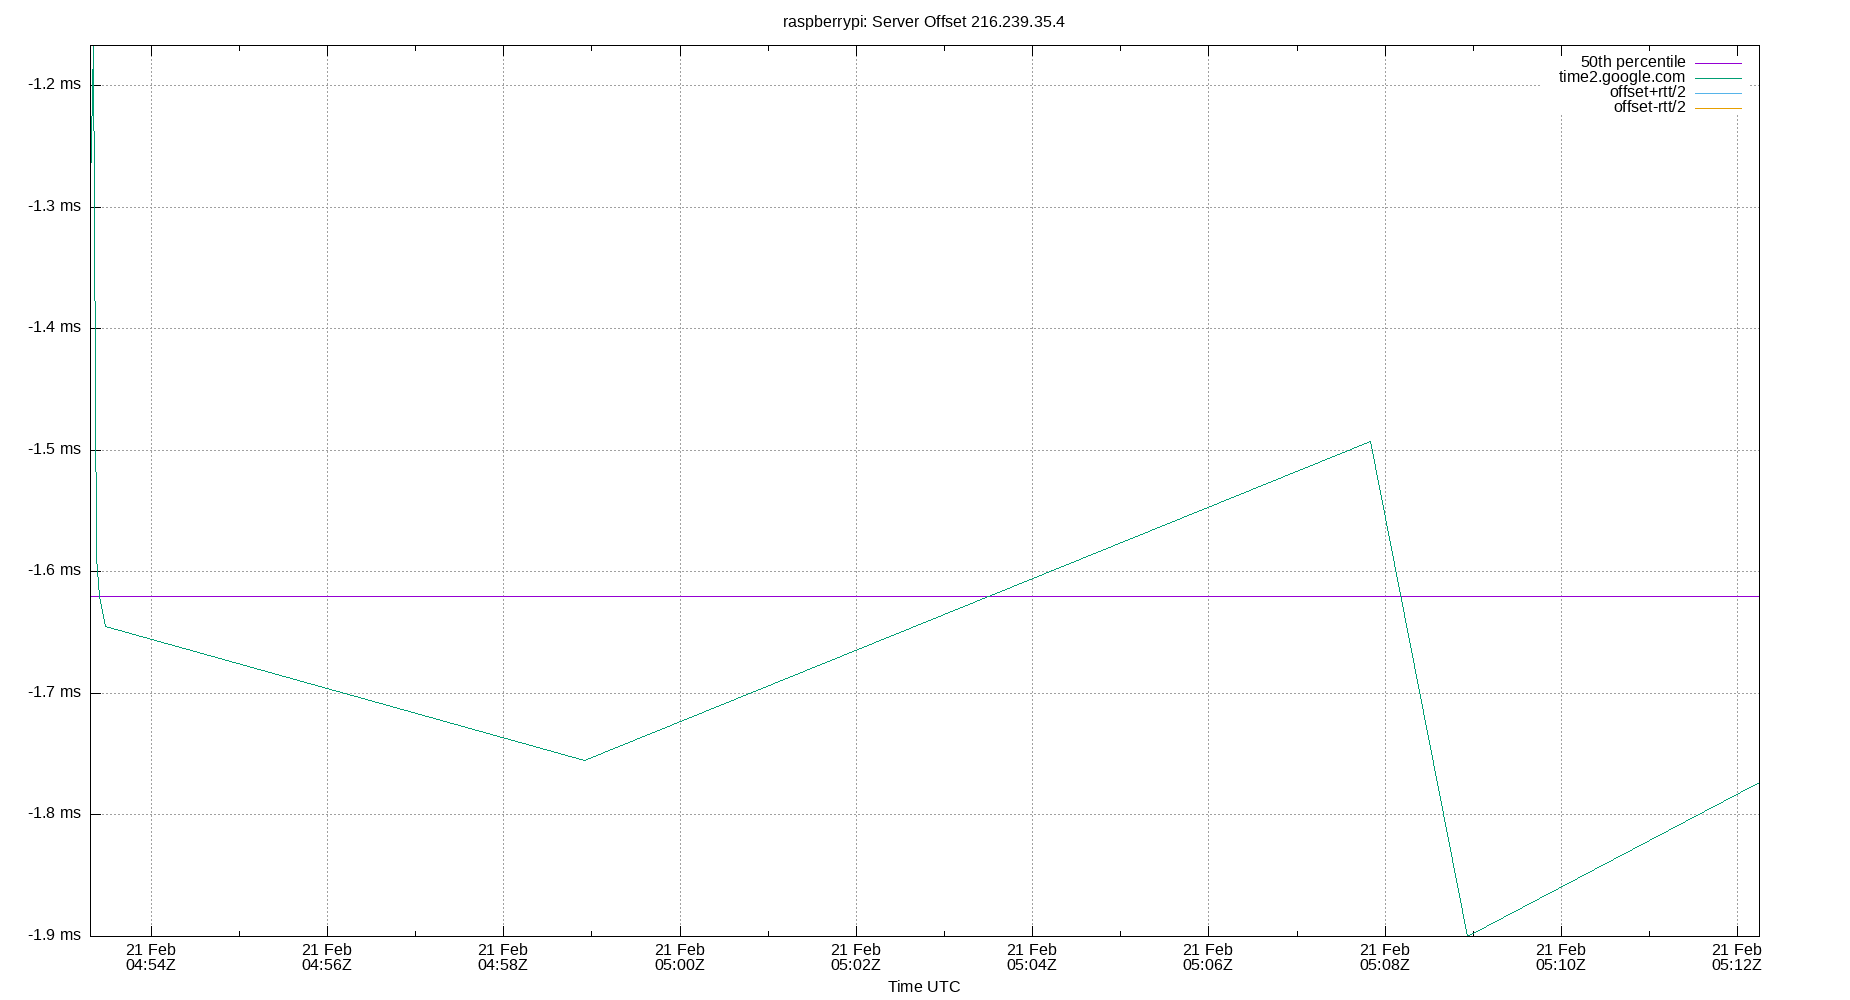 raspberrypi: Server Offset 216.239.35.4
50th percentile
time2.google.com
offset+rtt/2
offset-rtt/2
-1.2 ms
-1.3 ms
-1.4 ms
-1.5 ms
-1.6 ms
-1.7 ms
-1.8 ms
-1.9 ms
21 Feb 21 Feb 21 Feb 21 Feb 21 Feb 21 Feb 21 Feb 21 Feb 21 Feb 21 Feb
04:54Z 04:56Z 04:58Z 05:00Z 05:02Z 05:04Z 05:06Z 05:08Z 05:10Z 05:12Z
Time UTC